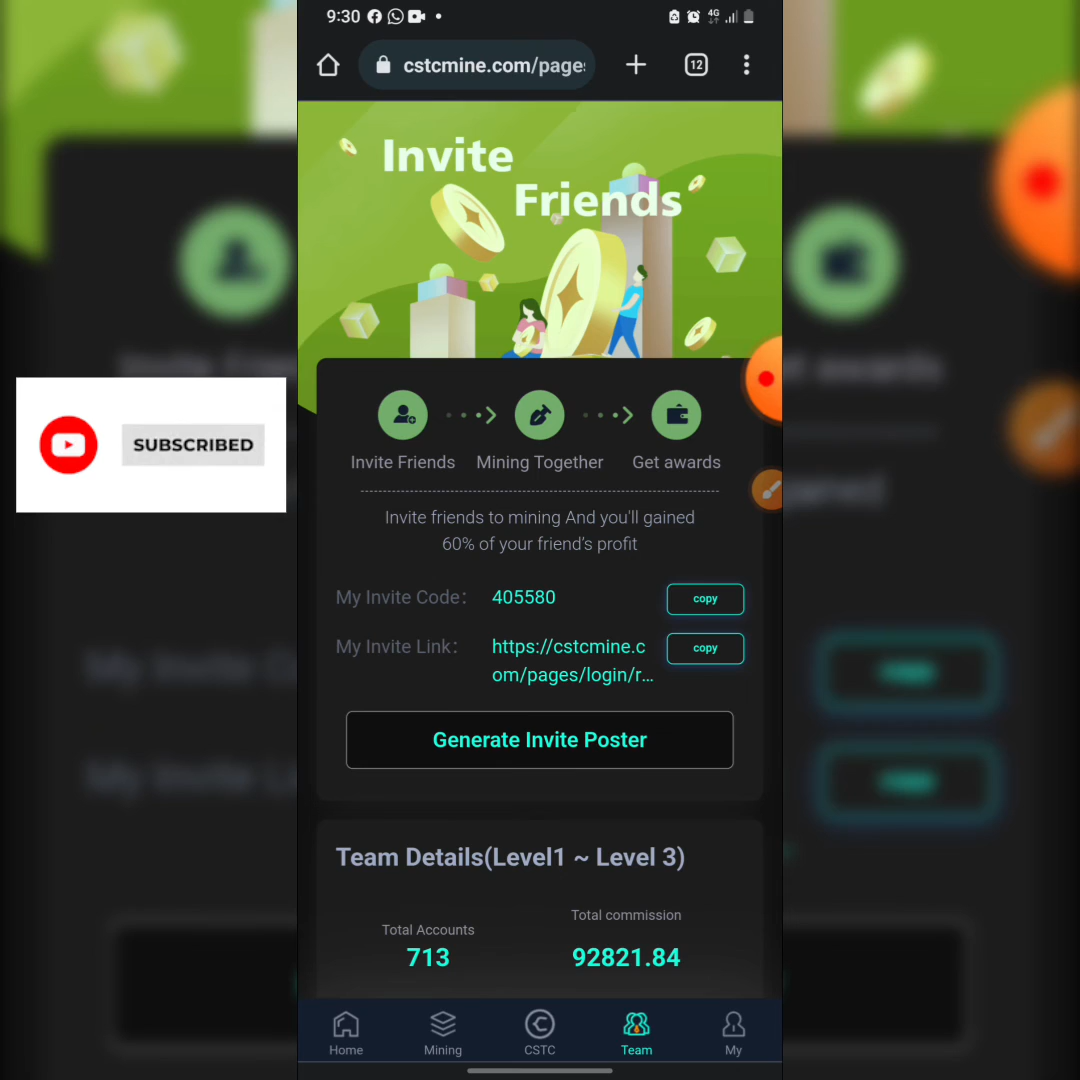 9:30
4G
cstcmine.com/page
12
Invite
Friends
SUBSCRIBED
Invite Friends
Mining Together
Get awards
Invite friends to mining And you'll gained
60% of your friend's profit
My Invite Code:
405580
copy
My Invite Link:
https://cstcmine.c
om/pages/login/r...
copy
Generate Invite Poster
Team Details(Level1 ~ Level 3)
Total Accounts
Total commission
713
92821.84
Home
Mining
CSTC
Team
My